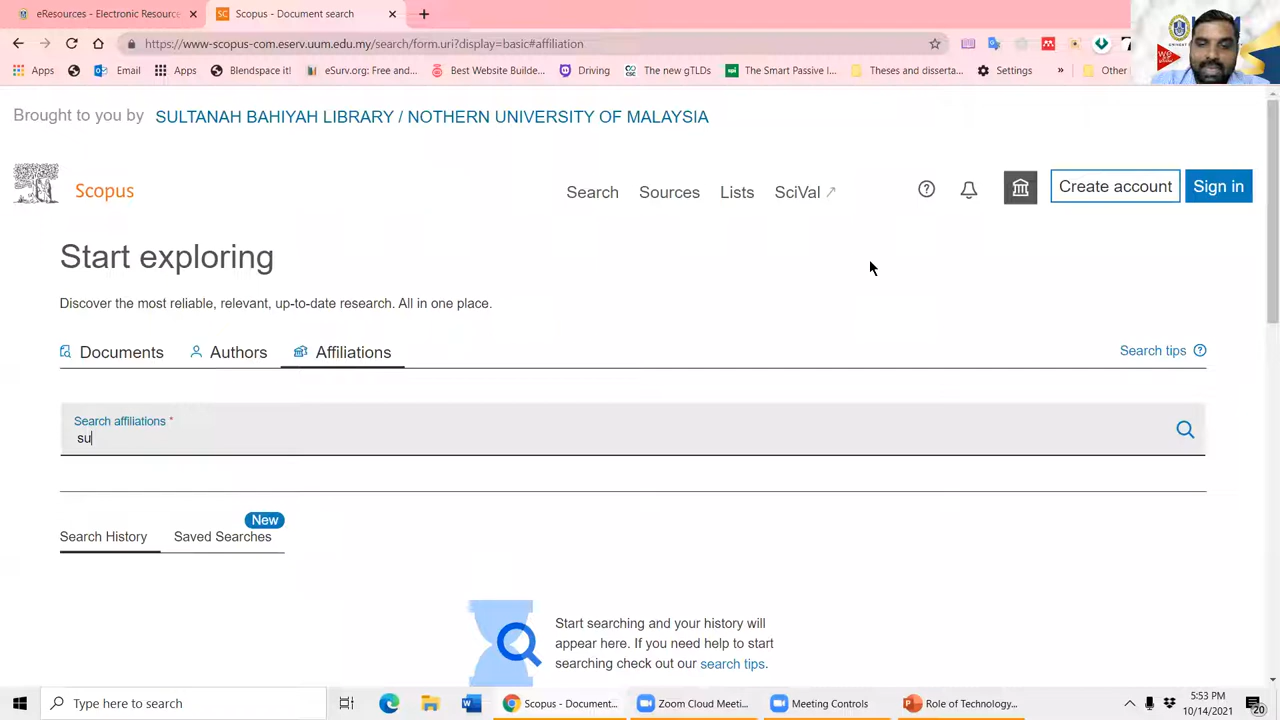 eResources - Electronic Resourc
SC Scopus - Document search
https://www-scopus-com.eserv.uum.edu.my/search/form.uri?display=basic#affiliation
Apps
Email
Apps
Blendspace it!
eSurv.org: Free and...
Best Website Builde...
Driving
The new gTLDs
The Smart Passive I...
Theses and disserta...
Settings
»
Other
Brought to you by SULTANAH BAHIYAH LIBRARY / NOTHERN UNIVERSITY OF MALAYSIA
Scopus
Search
Sources
Lists
SciVal ↗
Create account
Sign in
Start exploring
Discover the most reliable, relevant, up-to-date research. All in one place.
Documents
Authors
Affiliations
Search tips
Search affiliations *
su
New
Search History
Saved Searches
Start searching and your history will
appear here. If you need help to start
searching check out our search tips.
Type here to search
Scopus - Document...
Zoom Cloud Meeti...
Meeting Controls
Role of Technology...
5:53 PM
10/14/2021
20